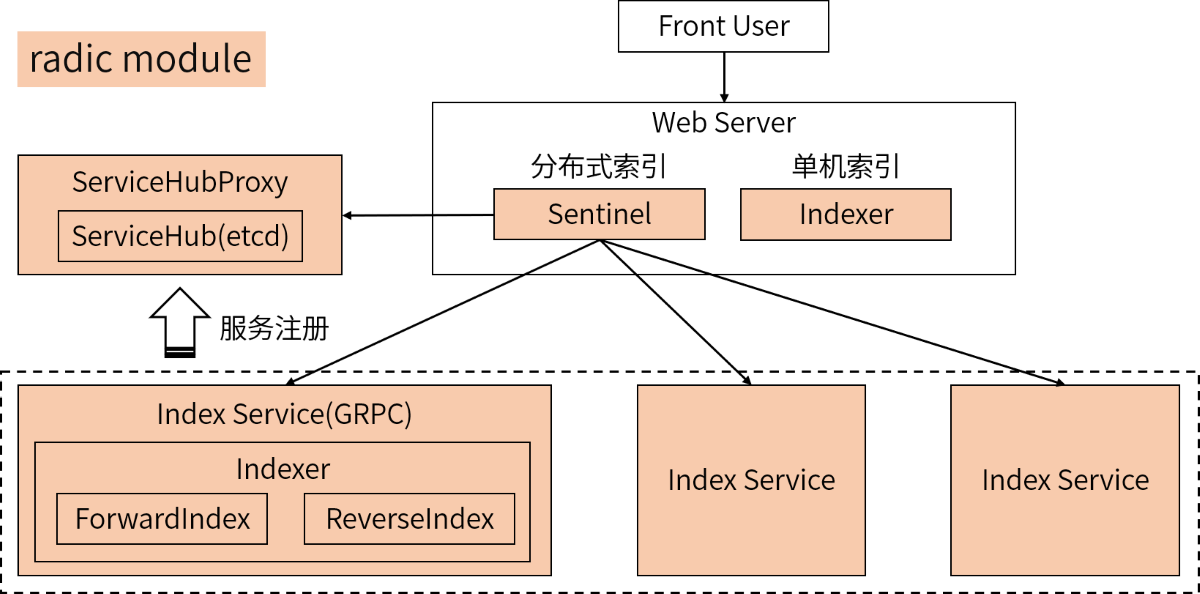 Front User
radic module
Web Server
分布式索引
单机索引
Sentinel
Indexer
ServiceHubProxy
ServiceHub(etcd)
服务注册
Index Service(GRPC)
Indexer
ForwardIndex
ReverseIndex
Index Service
Index Service